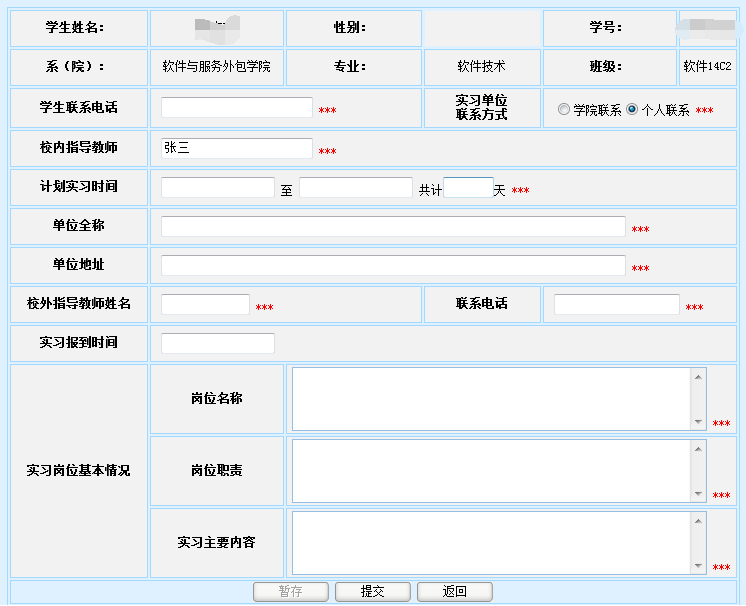 学生姓名： 性别： 学号：
系（院）： 软件与服务外包学院 专业： 软件技术 班级： 软件14C2
学生联系电话 *** 实习单位
联系方式 学院联系 个人联系 ***
校内指导教师 张三 ***
计划实习时间 至 共计 天 ***
单位全称 ***
单位地址 ***
校外指导教师姓名 *** 联系电话 ***
实习报到时间
实习岗位基本情况
岗位名称 ***
岗位职责 ***
实习主要内容 ***
暂存 提交 返回